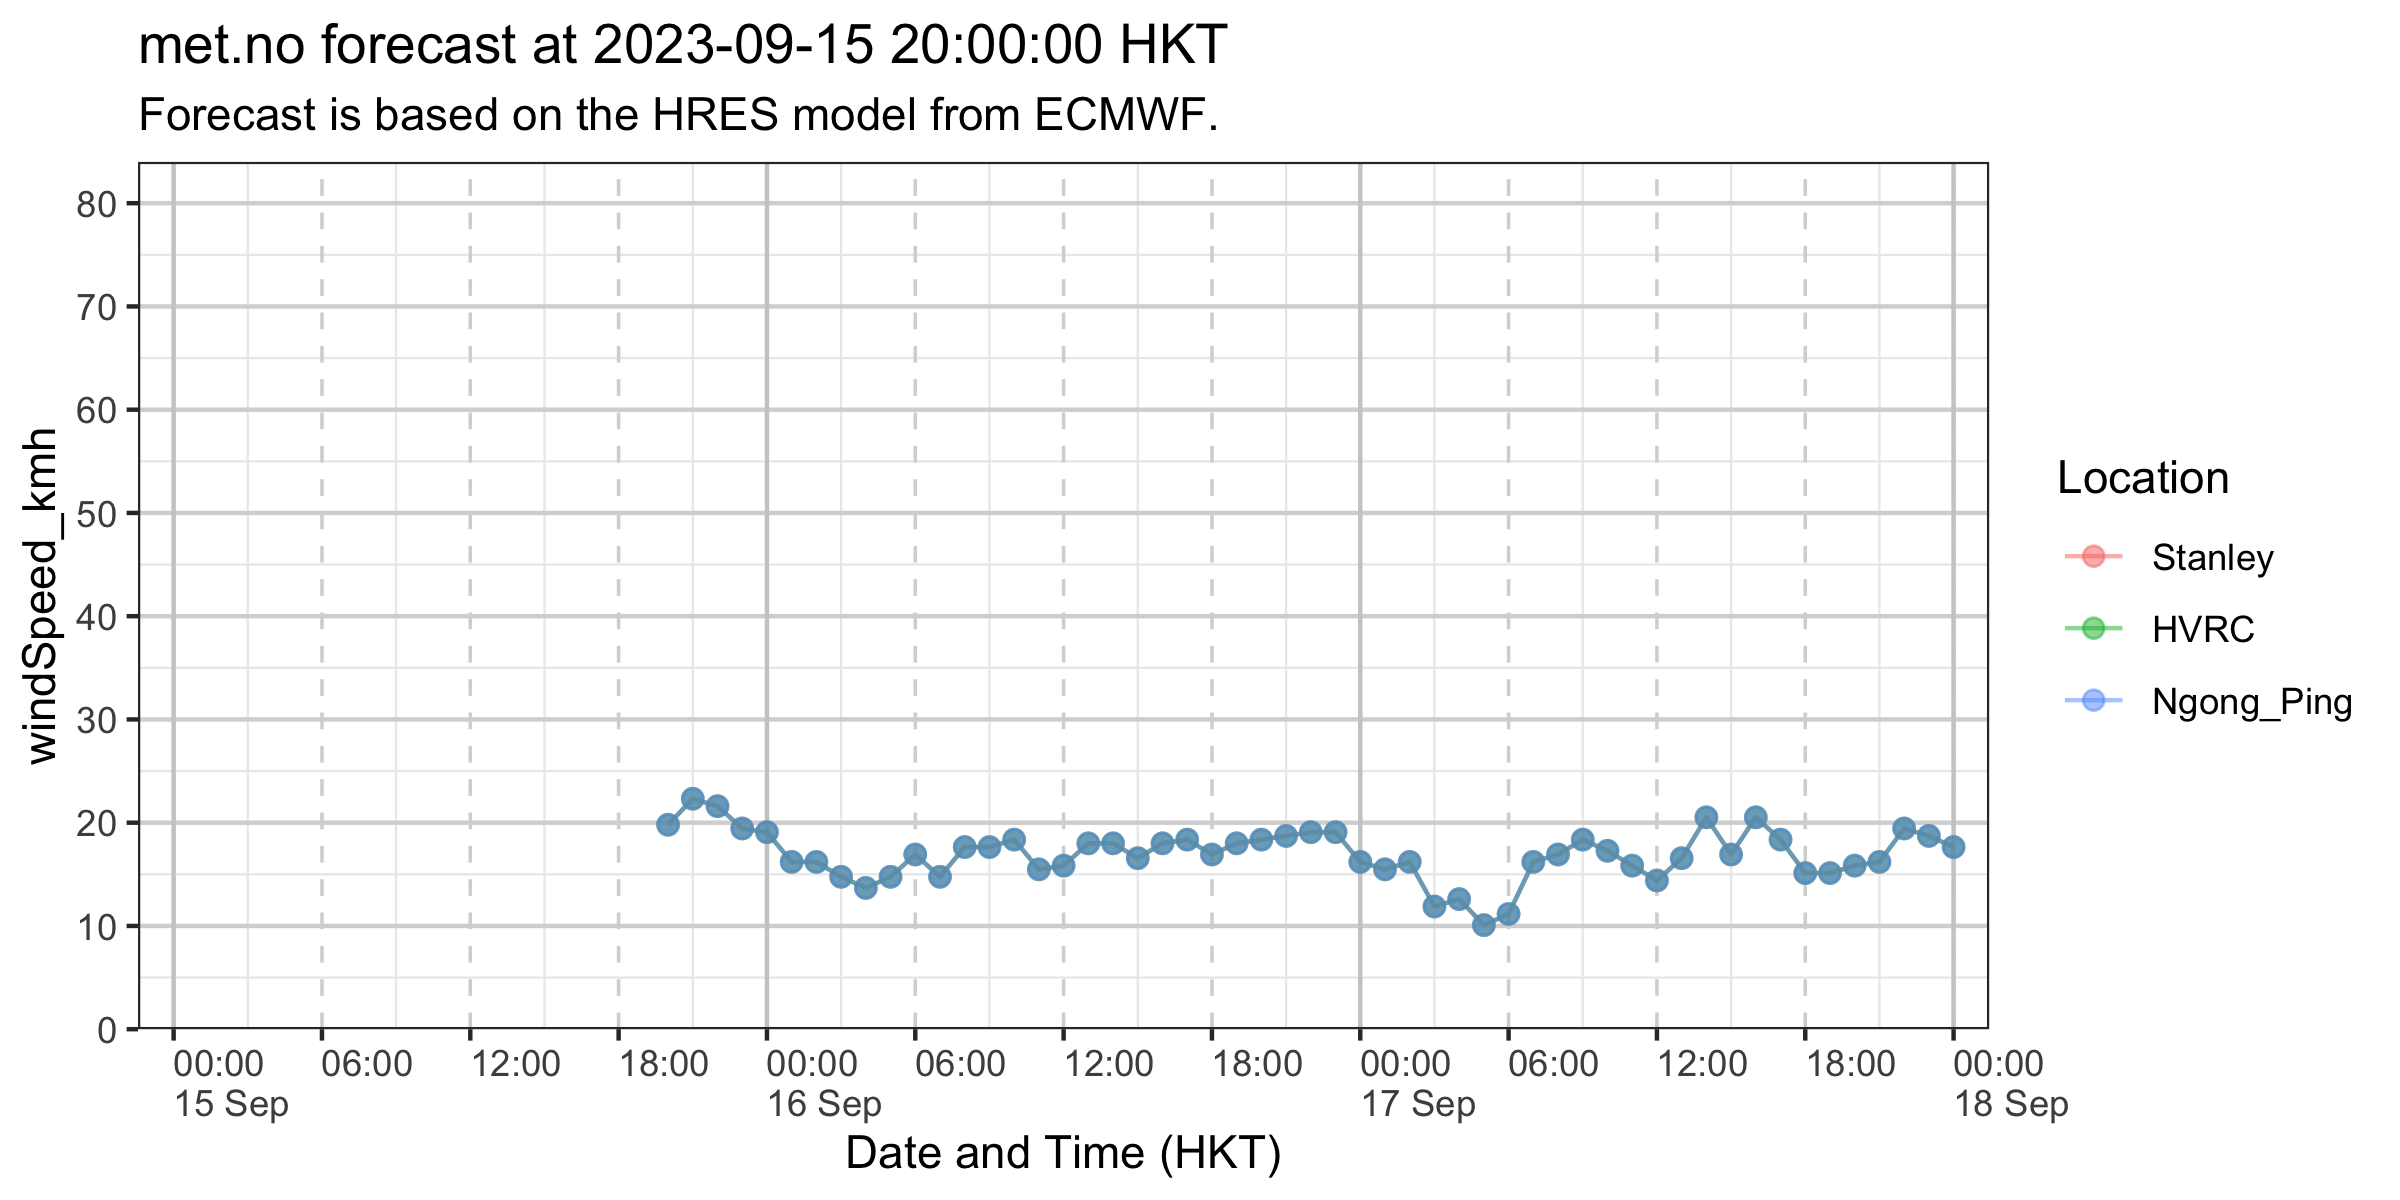 met.no forecast at 2023-09-15 20:00:00 HKT
Forecast is based on the HRES model from ECMWF.
windSpeed_kmh
80
70
60
50
40
30
20
10
0
00:00 06:00 12:00 18:00 00:00 06:00 12:00 18:00 00:00 06:00 12:00 18:00 00:00
15 Sep 16 Sep 17 Sep 18 Sep
Date and Time (HKT)
Location
Stanley
HVRC
Ngong_Ping